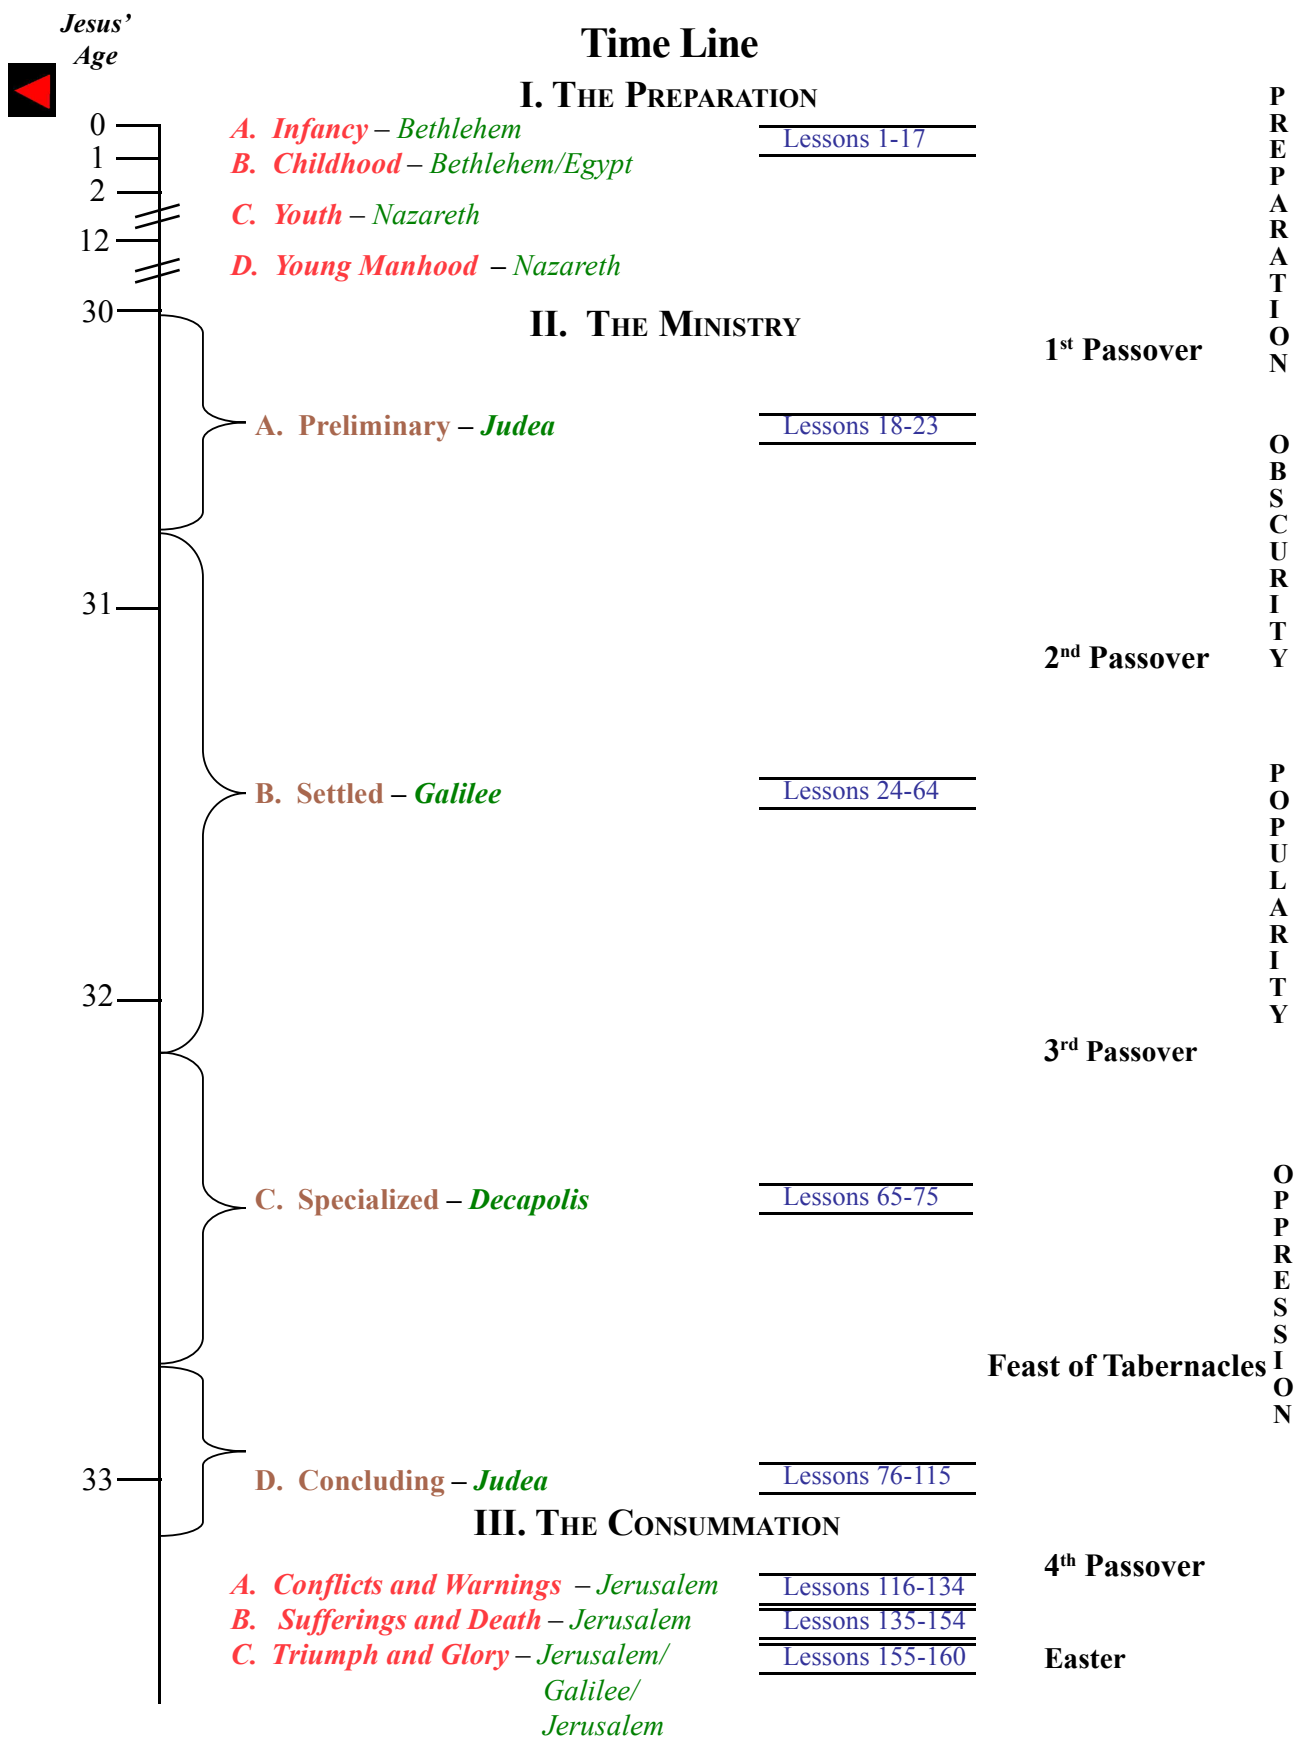 Jesus’
Age
Time Line
I. THE PREPARATION
0
A. Infancy – Bethlehem
Lessons 1-17
1
B. Childhood – Bethlehem/Egypt
2
C. Youth – Nazareth
12
D. Young Manhood – Nazareth
PREPARATION
30
II. THE MINISTRY
1st Passover
A. Preliminary – Judea
Lessons 18-23
OBSCURITY
31
2nd Passover
B. Settled – Galilee
Lessons 24-64
POPULARITY
32
3rd Passover
C. Specialized – Decapolis
Lessons 65-75
OPPRESSION
Feast of Tabernacles
33
D. Concluding – Judea
Lessons 76-115
III. THE CONSUMMATION
4th Passover
A. Conflicts and Warnings – Jerusalem
Lessons 116-134
B. Sufferings and Death – Jerusalem
Lessons 135-154
C. Triumph and Glory – Jerusalem/
Lessons 155-160
Easter
Galilee/
Jerusalem